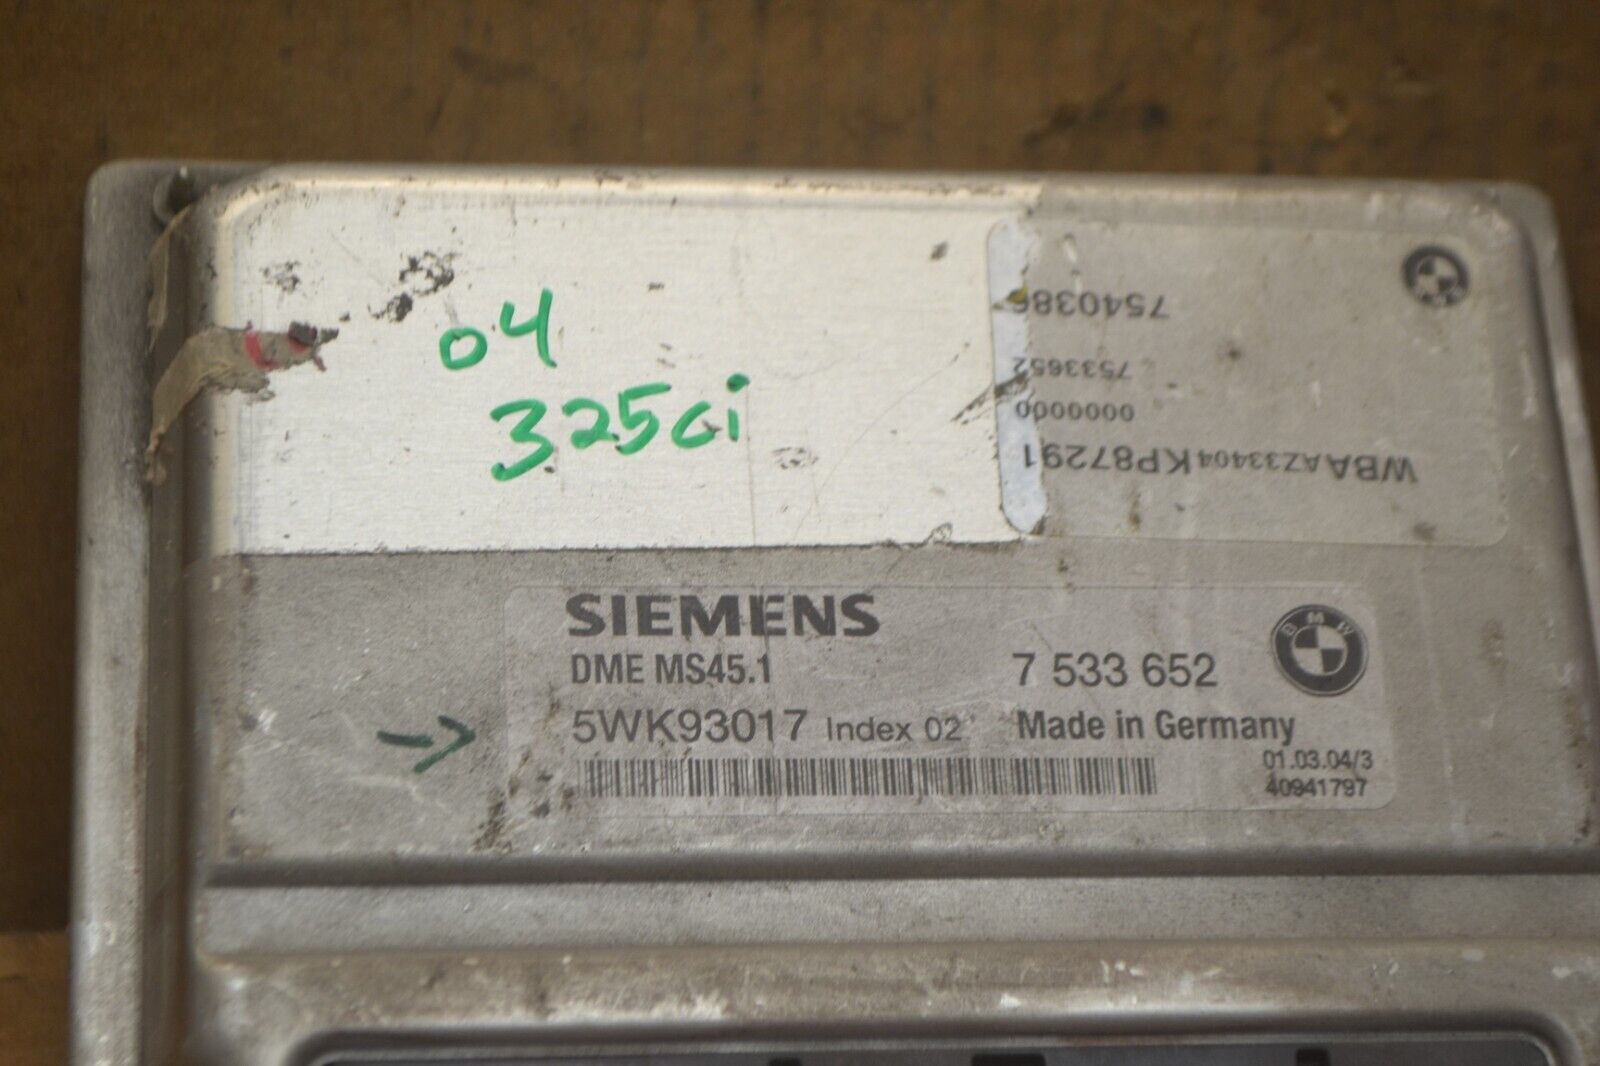 04
325ci
WBAAZ33404KP87291
0000000
7533652
7540386
SIEMENS
DME MS45.1
7 533 652
BMW
5WK93017 Index 02
Made in Germany
01.03.04/3
40941797